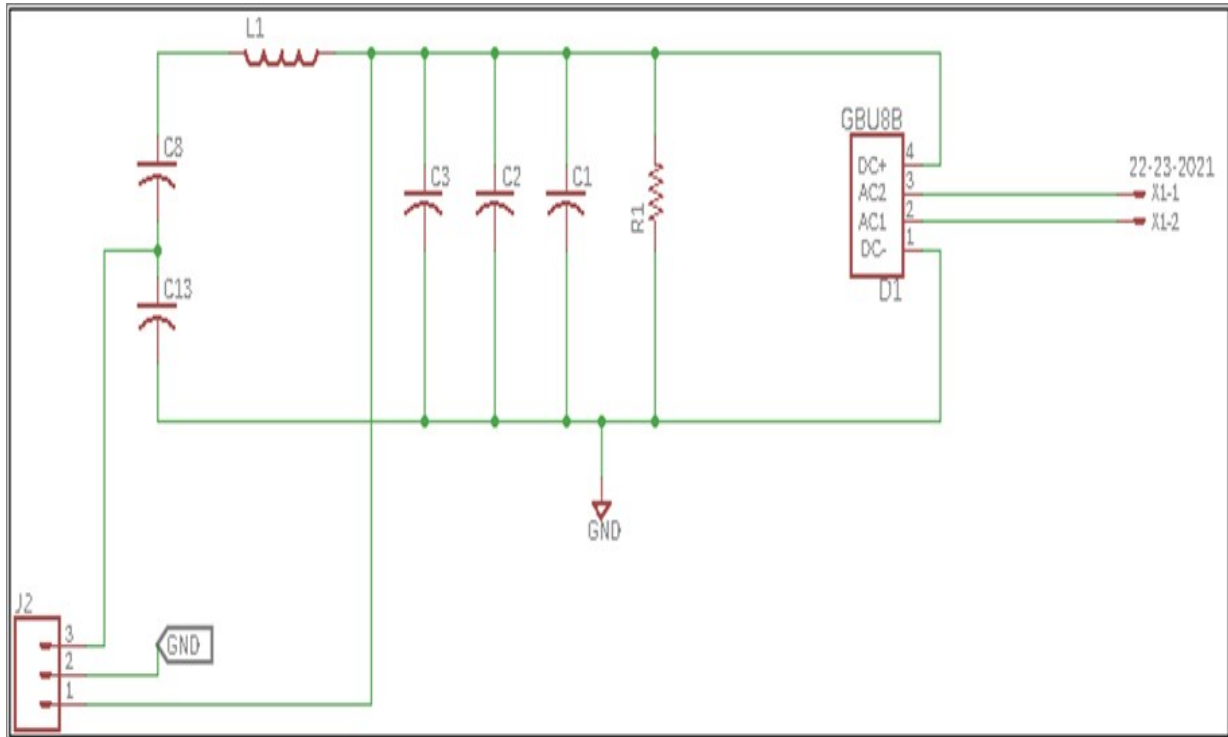 L1
C8
C3
C2
C1
R1
C13
GBU8B
DC+ 4
AC2 3
AC1 2
DC- 1
D1
22-23-2021
X1-1
X1-2
GND
J2
3
GND
2
1